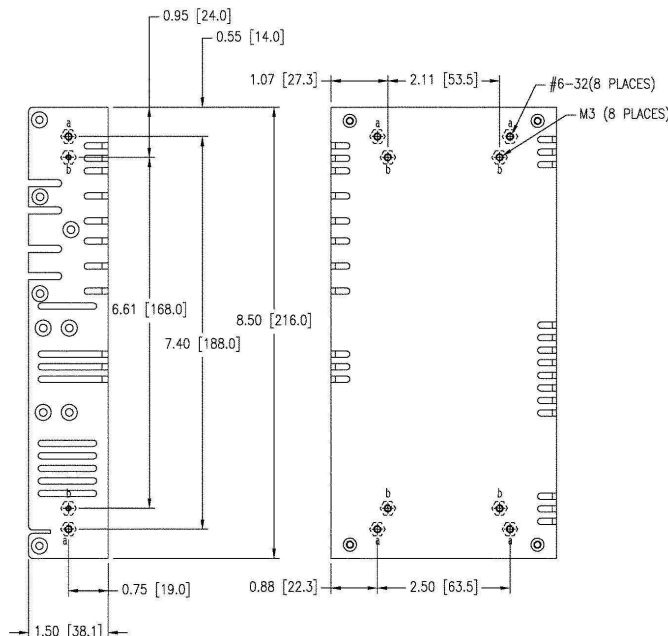 0.95 [24.0]
0.55 [14.0]
1.07 [27.3]
2.11 [53.5]
#6-32(8 PLACES)
M3 (8 PLACES)
a
a
a
b
b
b
6.61 [168.0]
8.50 [216.0]
7.40 [188.0]
b
b
b
a
a
a
0.75 [19.0]
0.88 [22.3]
2.50 [63.5]
1.50 [38.1]